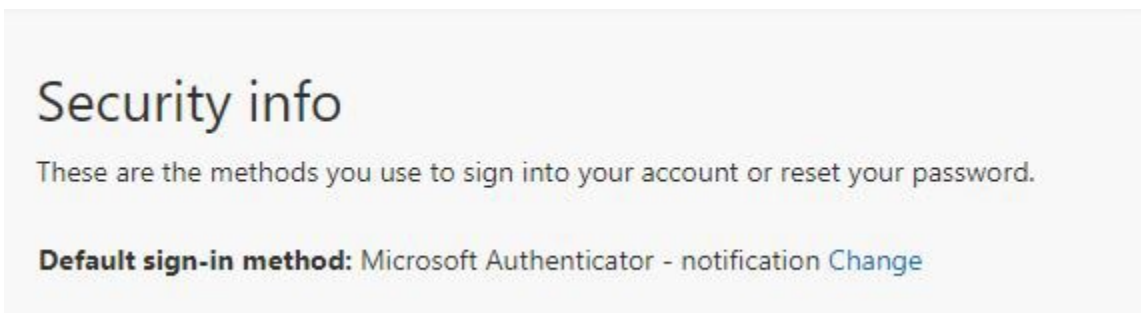 Security info
These are the methods you use to sign into your account or reset your password.
Default sign-in method: Microsoft Authenticator - notification Change